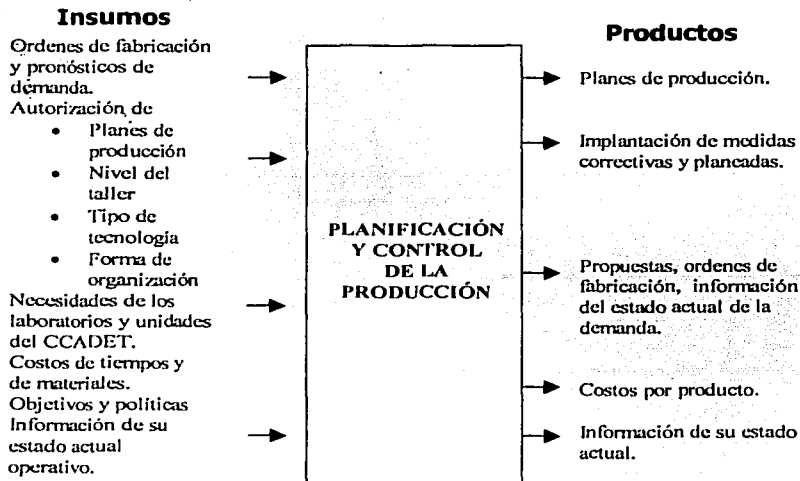 Insumos
Ordenes de fabricación
y pronósticos de
demanda.
Autorización de
• Planes de
producción
• Nivel del
taller
• Tipo de
tecnología
• Forma de
organización
Necesidades de los
laboratorios y unidades
del CCADET.
Costos de tiempos y
de materiales.
Objetivos y políticas
Información de su
estado actual
operativo.
PLANIFICACIÓN
Y CONTROL
DE LA
PRODUCCIÓN
Productos
Planes de producción.
Implantación de medidas
correctivas y planeadas.
Propuestas, ordenes de
fabricación, información
del estado actual de la
demanda.
Costos por producto.
Información de su estado
actual.